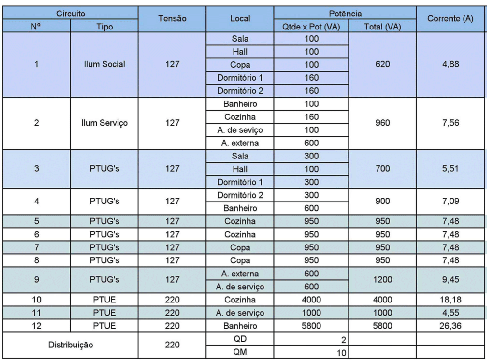 Circuito Tensão Local Potência Corrente (A)
Nº Tipo Qtde x Pot (VA) Total (VA)
1 Ilum Social 127 Sala 100 620 4,88
Hall 100
Copa 100
Dormitório 1 160
Dormitório 2 160
2 Ilum Serviço 127 Banheiro 100 960 7,56
Cozinha 160
A. de seviço 100
A. externa 600
3 PTUG's 127 Sala 300 700 5,51
Hall 100
Dormitório 1 300
4 PTUG's 127 Dormitório 2 300 900 7,09
Banheiro 600
5 PTUG's 127 Cozinha 950 950 7,48
6 PTUG's 127 Cozinha 950 950 7,48
7 PTUG's 127 Copa 950 950 7,48
8 PTUG's 127 Copa 950 950 7,48
9 PTUG's 127 A. externa 600 1200 9,45
A. de serviço 600
10 PTUE 220 Cozinha 4000 4000 18,18
11 PTUE 220 A. de serviço 1000 1000 4,55
12 PTUE 220 Banheiro 5800 5800 26,36
Distribuição 220 QD 2
QM 10